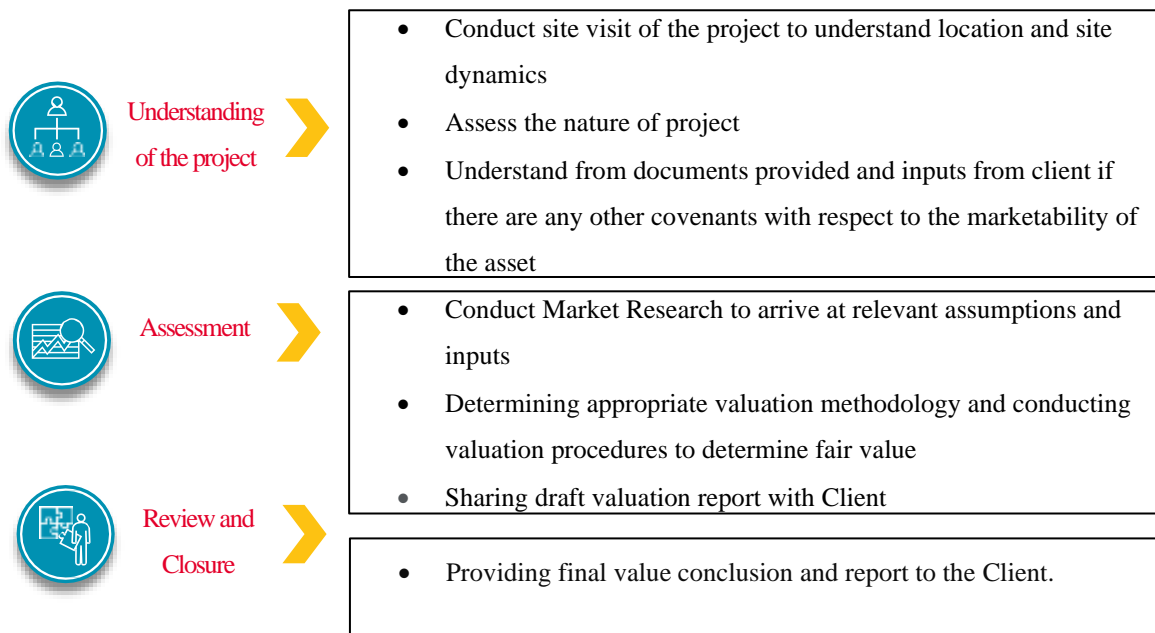 Understanding
of the project
• Conduct site visit of the project to understand location and site
dynamics
• Assess the nature of project
• Understand from documents provided and inputs from client if
there are any other covenants with respect to the marketability of
the asset
Assessment
• Conduct Market Research to arrive at relevant assumptions and
inputs
• Determining appropriate valuation methodology and conducting
valuation procedures to determine fair value
• Sharing draft valuation report with Client
Review and
Closure
• Providing final value conclusion and report to the Client.